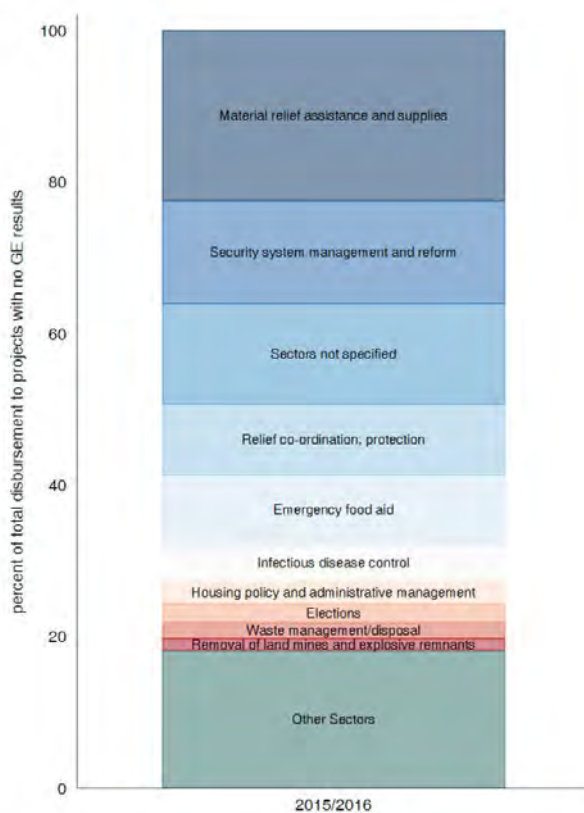 percent of total disbursement to projects with no GE results
100
80
60
40
20
0
Material relief assistance and supplies
Security system management and reform
Sectors not specified
Relief co-ordination; protection
Emergency food aid
Infectious disease control
Housing policy and administrative management
Elections
Waste management/disposal
Removal of land mines and explosive remnants
Other Sectors
2015/2016